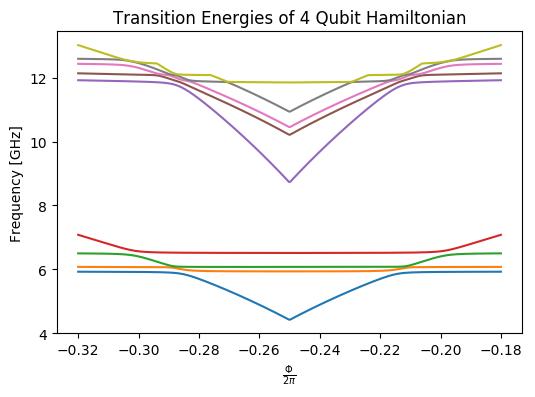 Transition Energies of 4 Qubit Hamiltonian
12
10
8
6
4
Frequency [GHz]
−0.32 −0.30 −0.28 −0.26 −0.24 −0.22 −0.20 −0.18
Φ
2π